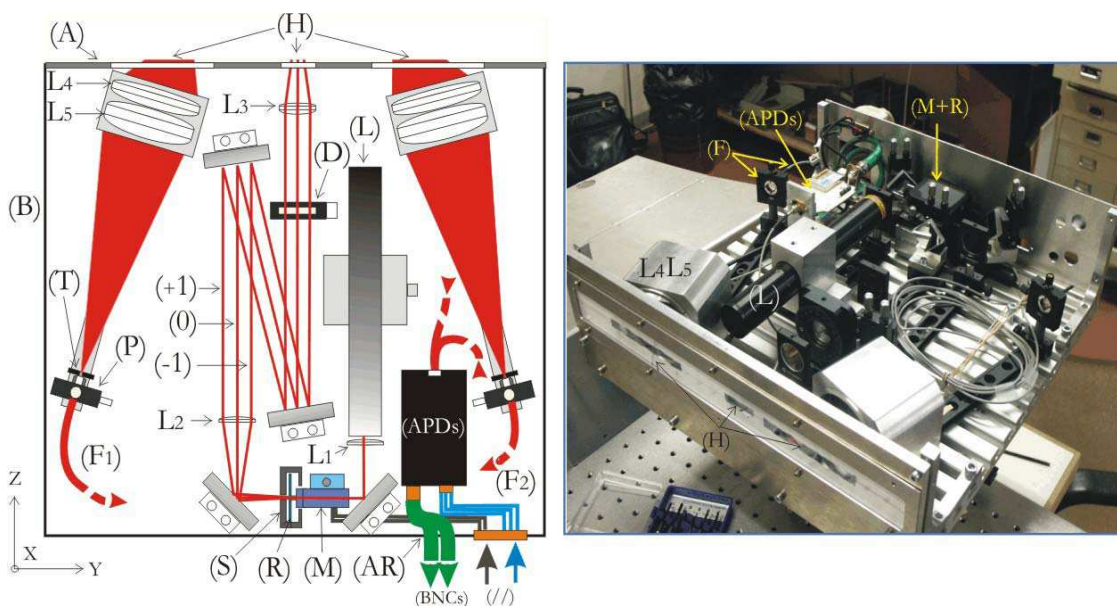 (A)
(H)
L4
L5
L3
(L)
(D)
(B)
(+1)
(0)
(-1)
(T)
(P)
L2
L1
(APDs)
(F1)
(F2)
Z
X
Y
(S)
(R)
(M)
(AR)
(BNCs)
(//)
(F)
(APDs)
(M+R)
L4L5
(L)
(H)